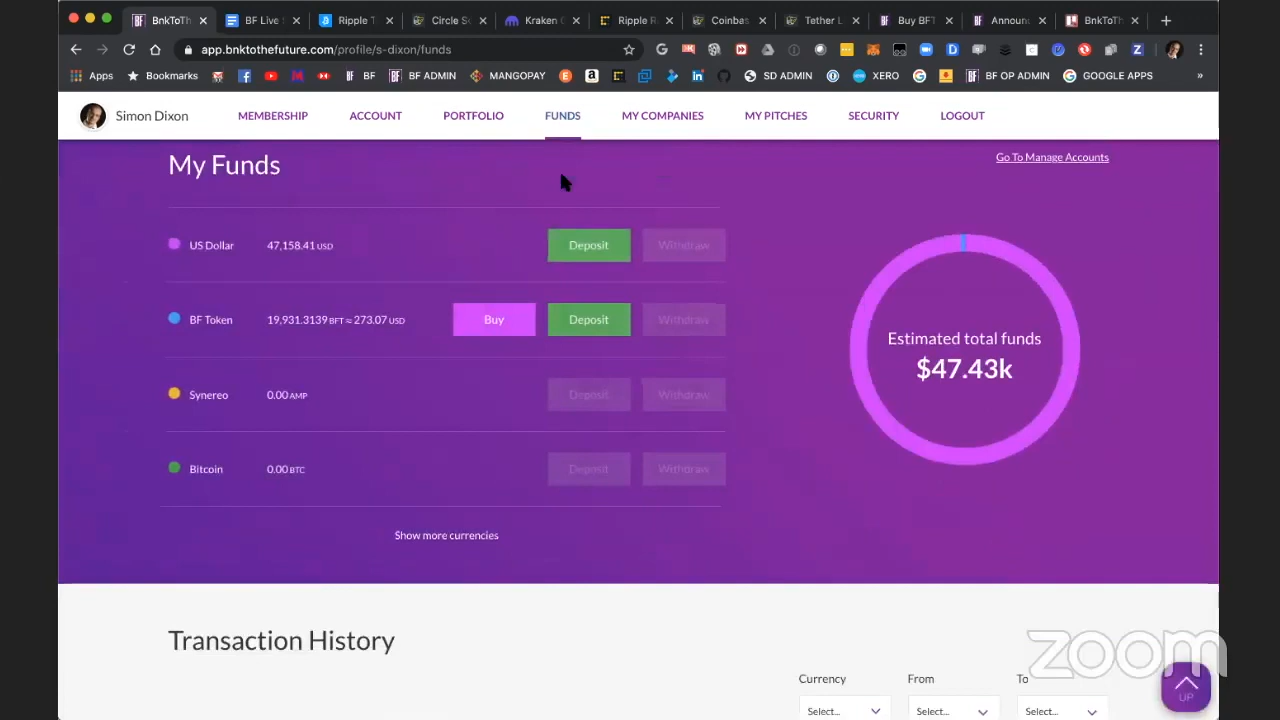 BnkToTh
BF Live f
Ripple T
Circle So
Kraken C
Ripple R
Coinbas
Tether L
Buy BFT
Announc
BnkToTh
app.bnktothefuture.com/profile/s-dixon/funds
Apps Bookmarks BF BF ADMIN MANGOPAY SD ADMIN XERO BF OP ADMIN GOOGLE APPS »
Simon Dixon MEMBERSHIP ACCOUNT PORTFOLIO FUNDS MY COMPANIES MY PITCHES SECURITY LOGOUT
My Funds
Go To Manage Accounts
US Dollar 47,158.41 USD Deposit Withdraw
BF Token 19,931.3139 BFT ≈ 273.07 USD Buy Deposit Withdraw
Estimated total funds
$47.43k
Synereo 0.00 AMP Deposit Withdraw
Bitcoin 0.00 BTC Deposit Withdraw
Show more currencies
Transaction History
zoom
Currency From To
Select... Select... Select...
UP